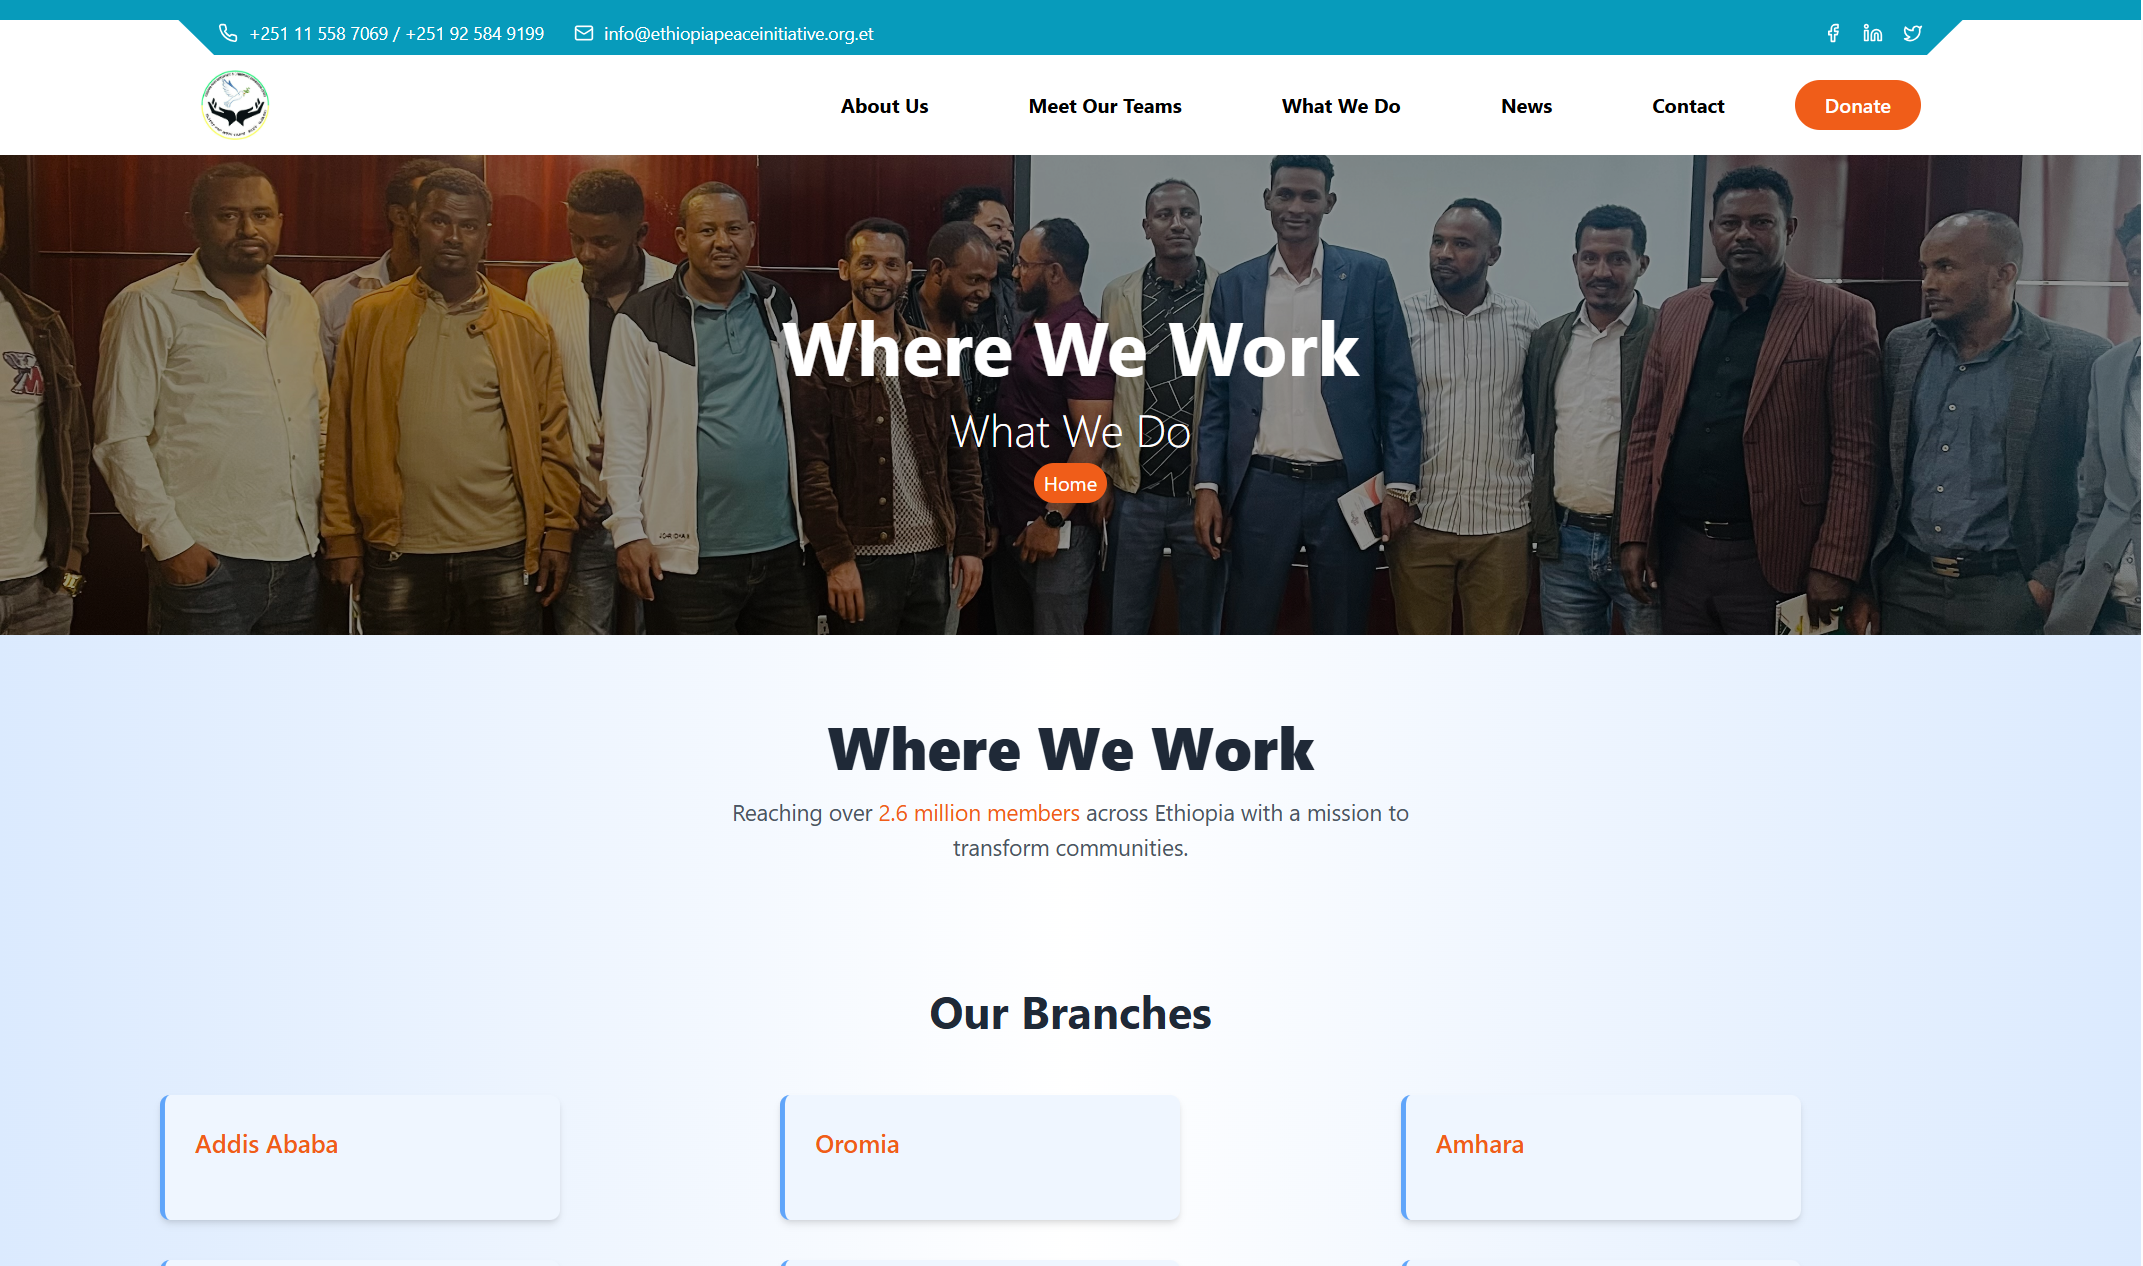 +251 11 558 7069 / +251 92 584 9199
info@ethiopiapeaceinitiative.org.et
About Us
Meet Our Teams
What We Do
News
Contact
Donate
Where We Work
What We Do
Home
Where We Work
Reaching over 2.6 million members across Ethiopia with a mission to
transform communities.
Our Branches
Addis Ababa
Oromia
Amhara